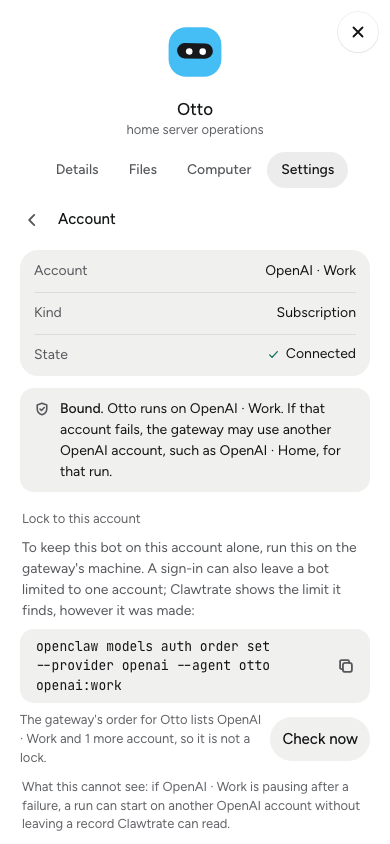 Otto
home server operations
Details Files Computer Settings
Account
Account OpenAI · Work
Kind Subscription
State Connected
Bound. Otto runs on OpenAI · Work. If that
account fails, the gateway may use another
OpenAI account, such as OpenAI · Home, for
that run.
Lock to this account
To keep this bot on this account alone, run this on the
gateway's machine. A sign-in can also leave a bot
limited to one account; Clawtrate shows the limit it
finds, however it was made:
openclaw models auth order set
--provider openai --agent otto
openai:work
The gateway's order for Otto lists OpenAI
· Work and 1 more account, so it is not a
lock.
Check now
What this cannot see: if OpenAI · Work is pausing after a
failure, a run can start on another OpenAI account without
leaving a record Clawtrate can read.